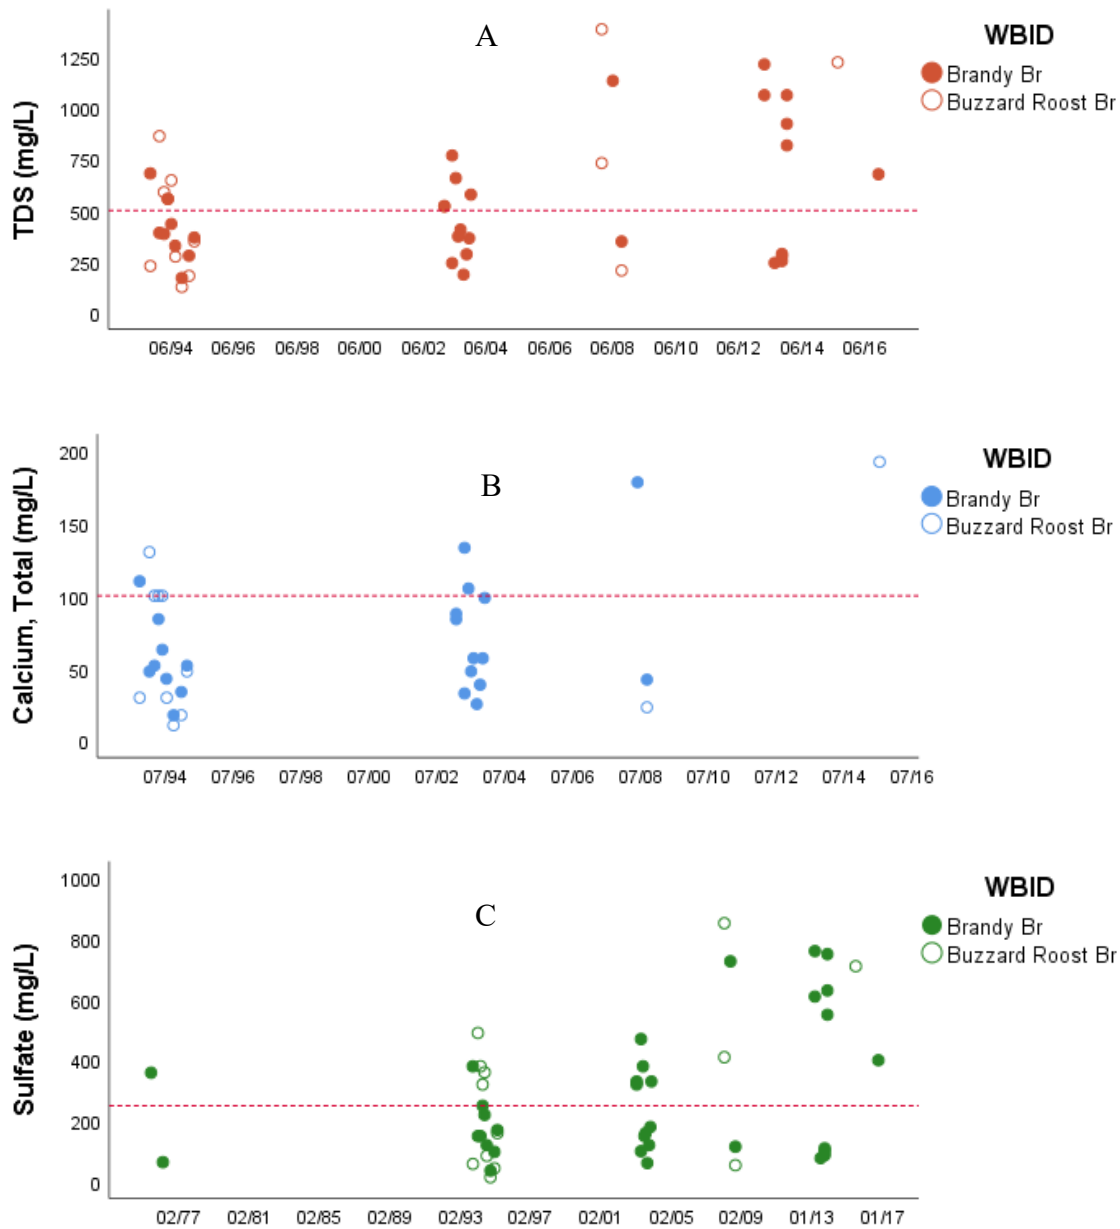 A
WBID
Brandy Br
Buzzard Roost Br
TDS (mg/L)
1250
1000
750
500
250
0
06/94 06/96 06/98 06/00 06/02 06/04 06/06 06/08 06/10 06/12 06/14 06/16
B
WBID
Brandy Br
Buzzard Roost Br
Calcium, Total (mg/L)
200
150
100
50
0
07/94 07/96 07/98 07/00 07/02 07/04 07/06 07/08 07/10 07/12 07/14 07/16
C
WBID
Brandy Br
Buzzard Roost Br
Sulfate (mg/L)
1000
800
600
400
200
0
02/77 02/81 02/85 02/89 02/93 02/97 02/01 02/05 02/09 01/13 01/17